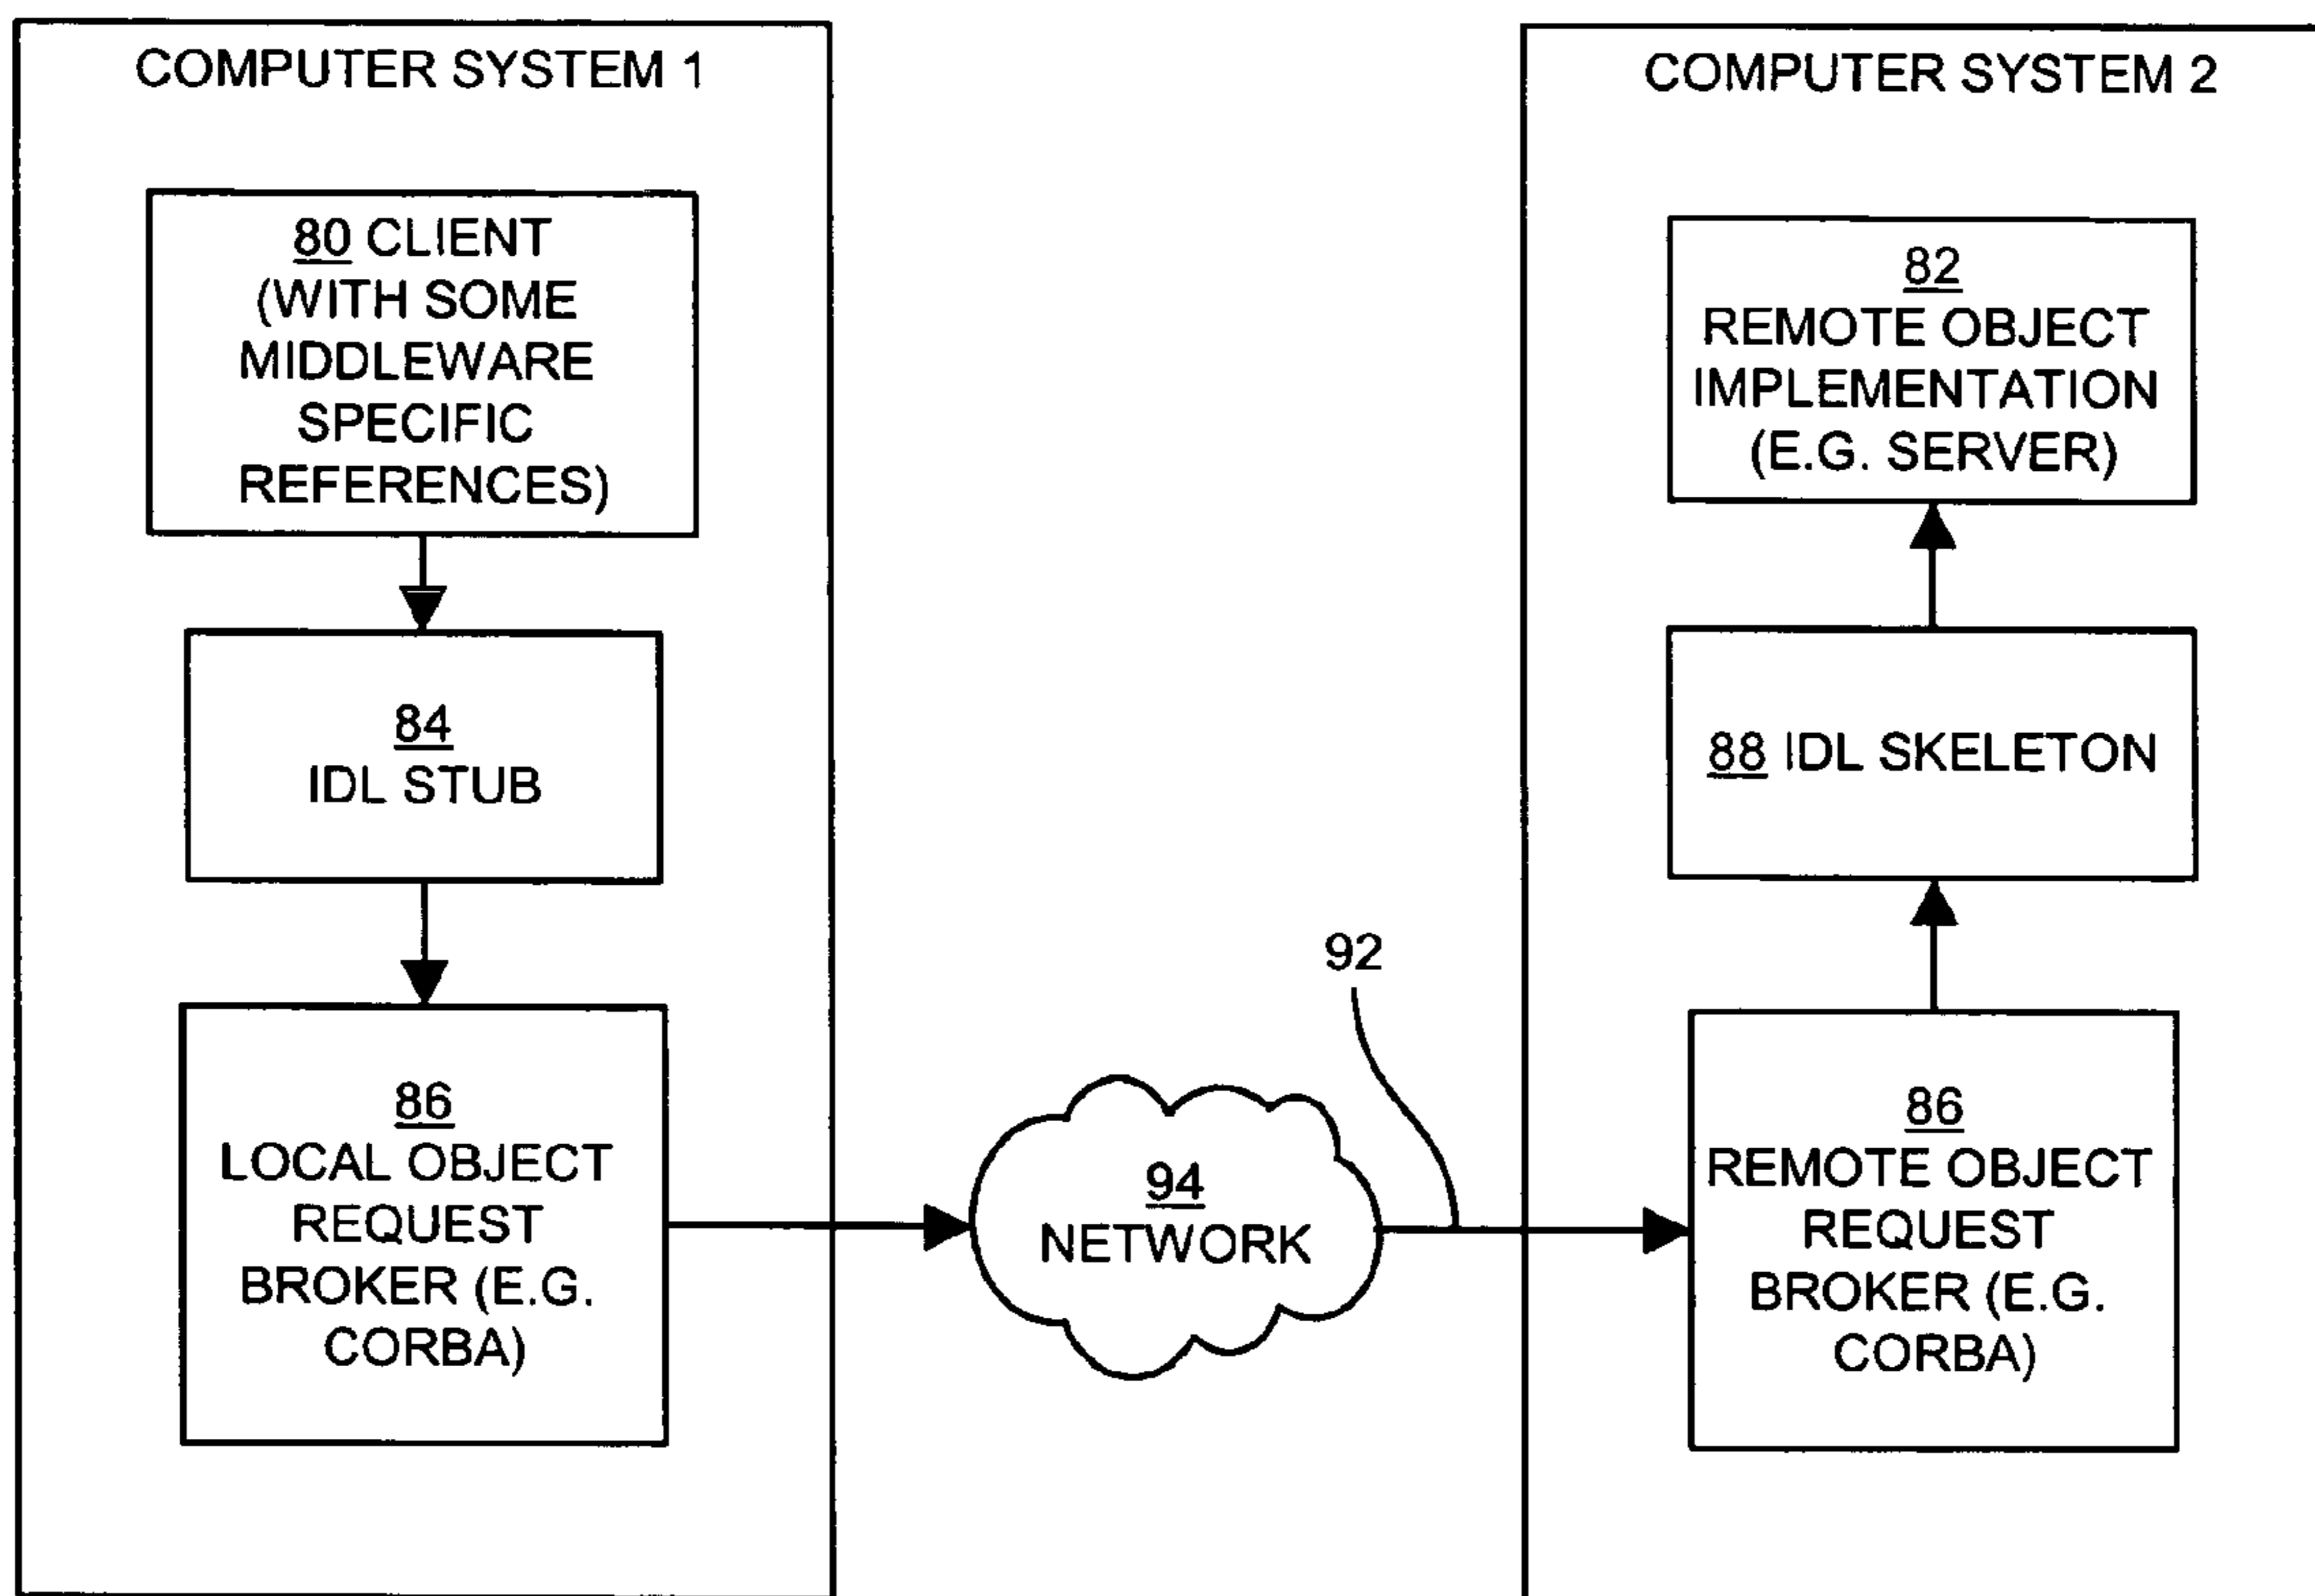 COMPUTER SYSTEM 1
80 CLIENT
(WITH SOME
MIDDLEWARE
SPECIFIC
REFERENCES)
84
IDL STUB
86
LOCAL OBJECT
REQUEST
BROKER (E.G.
CORBA)
94
NETWORK
92
COMPUTER SYSTEM 2
82
REMOTE OBJECT
IMPLEMENTATION
(E.G. SERVER)
88 IDL SKELETON
86
REMOTE OBJECT
REQUEST
BROKER (E.G.
CORBA)